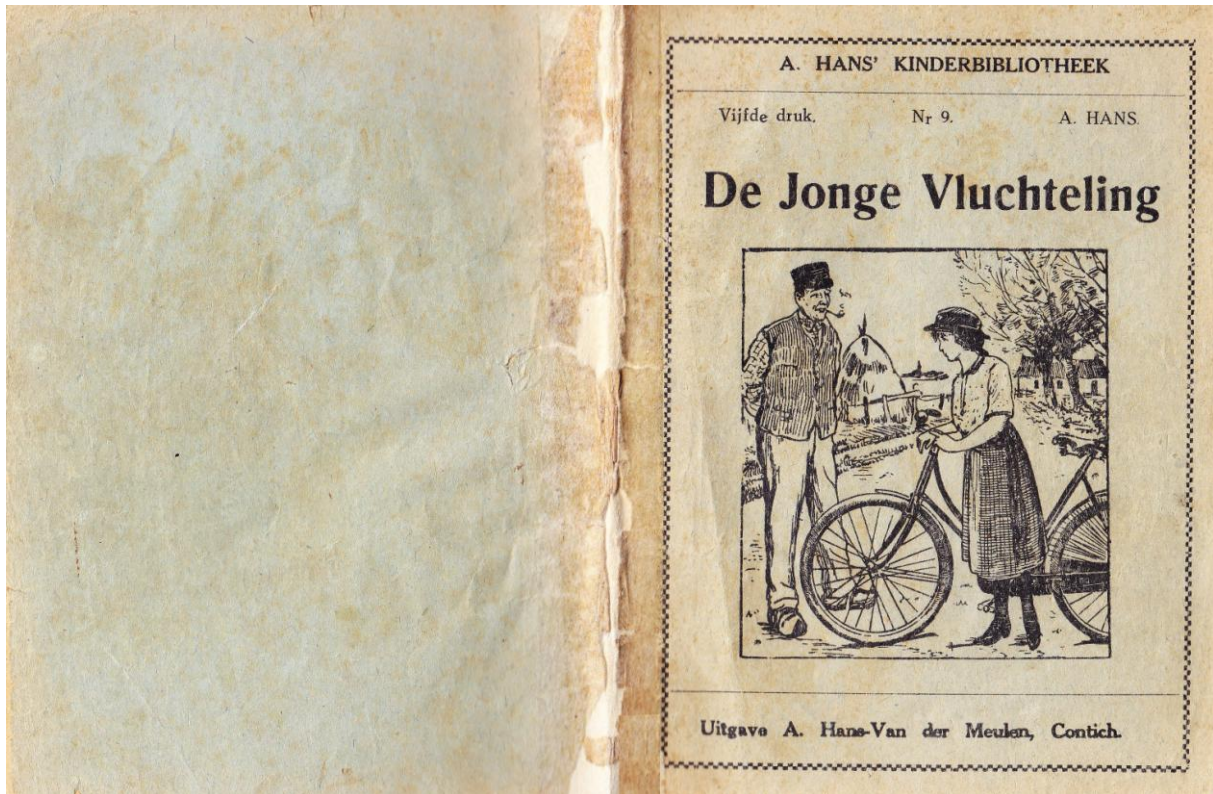 A. HANS' KINDERBIBLIOTHEEK
Vijfde druk. Nr 9. A. HANS.
De Jonge Vluchteling
Uitgave A. Hans-Van der Meulen, Contich.